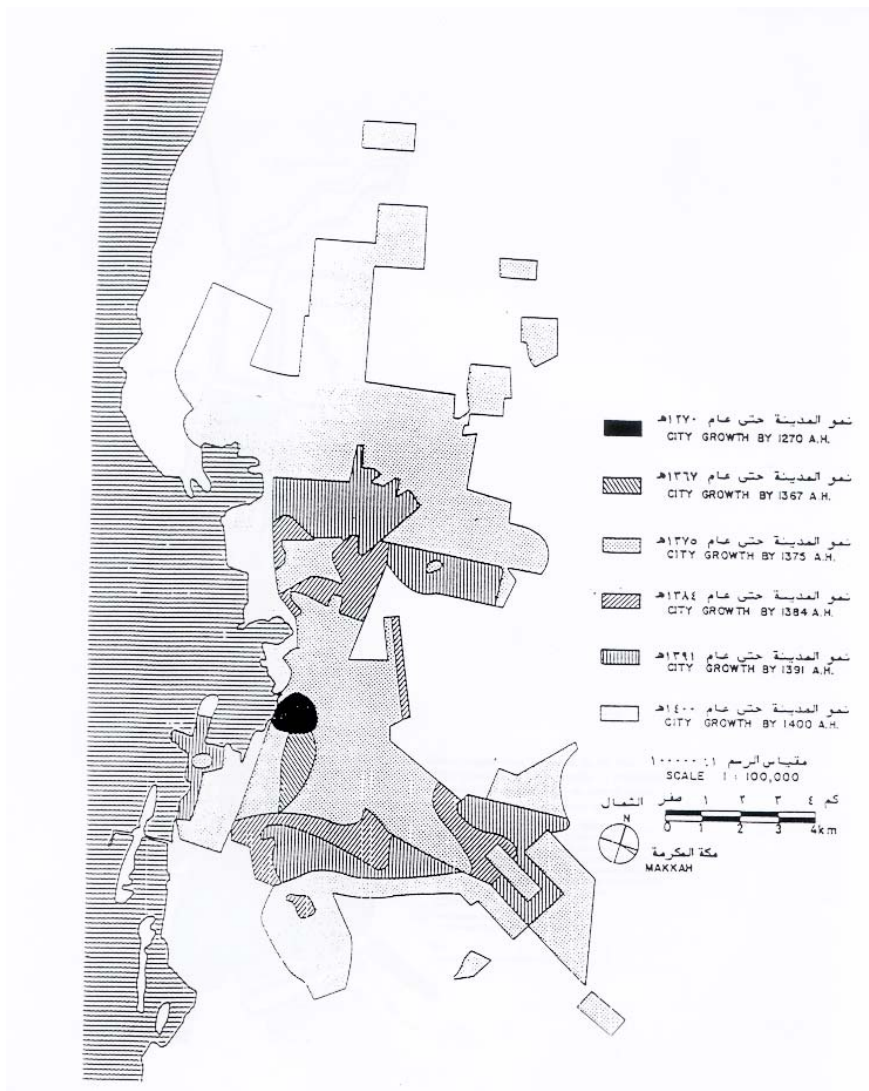 نمو المدينة حتى عام ١٢٧٠هـ
CITY GROWTH BY 1270 A.H.
نمو المدينة حتى عام ١٣٦٧هـ
CITY GROWTH BY 1367 A.H.
نمو المدينة حتى عام ١٣٧٥هـ
CITY GROWTH BY 1375 A.H.
نمو المدينة حتى عام ١٣٨٤هـ
CITY GROWTH BY 1384 A.H.
نمو المدينة حتى عام ١٣٩١هـ
CITY GROWTH BY 1391 A.H.
نمو المدينة حتى عام ١٤٠٠هـ
CITY GROWTH BY 1400 A.H.
مقياس الرسم ١: ١٠٠٠٠٠
SCALE 1: 100,000
الشمال
N
صفر ١ ٢ ٣ ٤ كم
0 1 2 3 4km
مكة المكرمة
MAKKAH